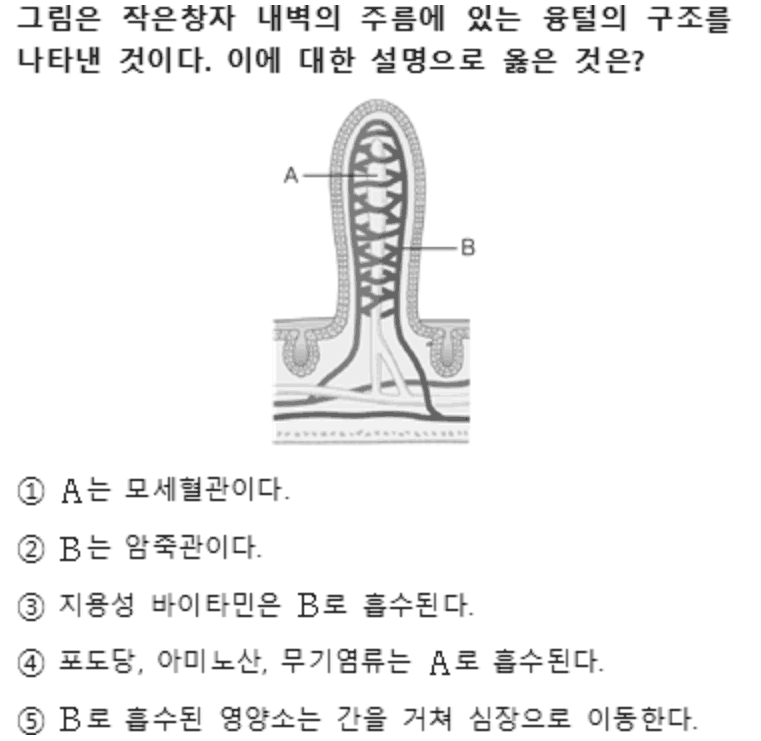 그림은 작은창자 내벽의 주름에 있는 융털의 구조를
나타낸 것이다. 이에 대한 설명으로 옳은 것은?
A
B
① A는 모세혈관이다.
② B는 암죽관이다.
③ 지용성 바이타민은 B로 흡수된다.
④ 포도당, 아미노산, 무기염류는 A로 흡수된다.
⑤ B로 흡수된 영양소는 간을 거쳐 심장으로 이동한다.